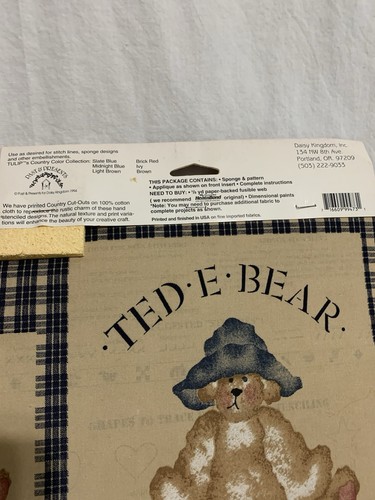 Use as desired for stitch lines, sponge designs
and other embellishments.
TULIP™s Country Color Collection: Slate Blue Brick Red
Midnight Blue Ivy
Light Brown Brown
We have printed Country Cut-Outs on 100% cotton
cloth to reproduce the rustic charm of these hand
stenciled designs. The natural texture and print varia-
tions will enhance the beauty of your creative craft.
THIS PACKAGE CONTAINS: • Sponge & pattern
• Applique as shown on front insert • Complete instructions
NEED TO BUY: • ⅛ yd paper-backed fusible web
( we recommend HeatnBond original) • Dimensional paints
*Note: You may need to purchase additional fabric to
complete projects as shown.
Printed and finished in USA on fine imported fabrics.
Daisy Kingdom, Inc.
134 NW 8th Ave.
Portland, OR. 97209
(503) 222-9033
·TED·E·BEAR·